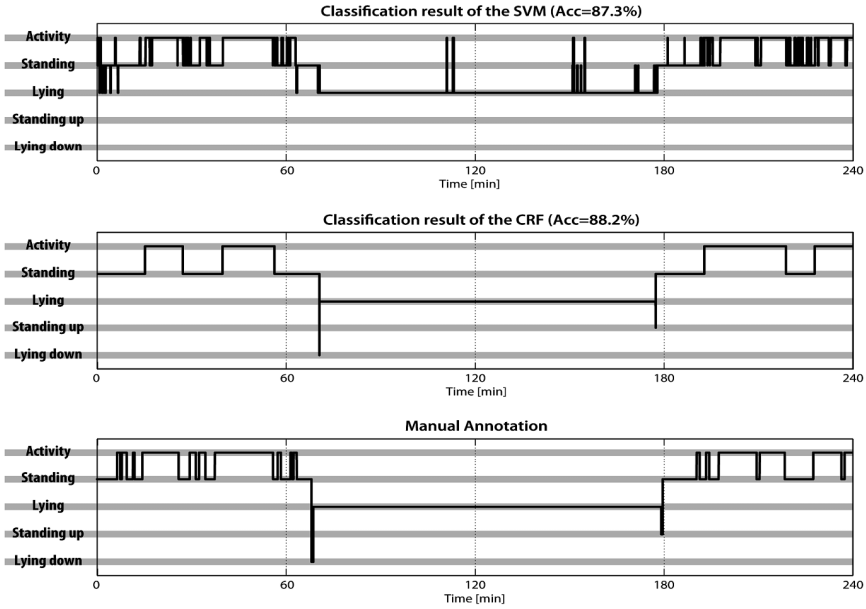 Classification result of the SVM (Acc=87.3%)
Activity
Standing
Lying
Standing up
Lying down
0 60 120 180 240
Time [min]
Classification result of the CRF (Acc=88.2%)
Activity
Standing
Lying
Standing up
Lying down
0 60 120 180 240
Time [min]
Manual Annotation
Activity
Standing
Lying
Standing up
Lying down
0 60 120 180 240
Time [min]